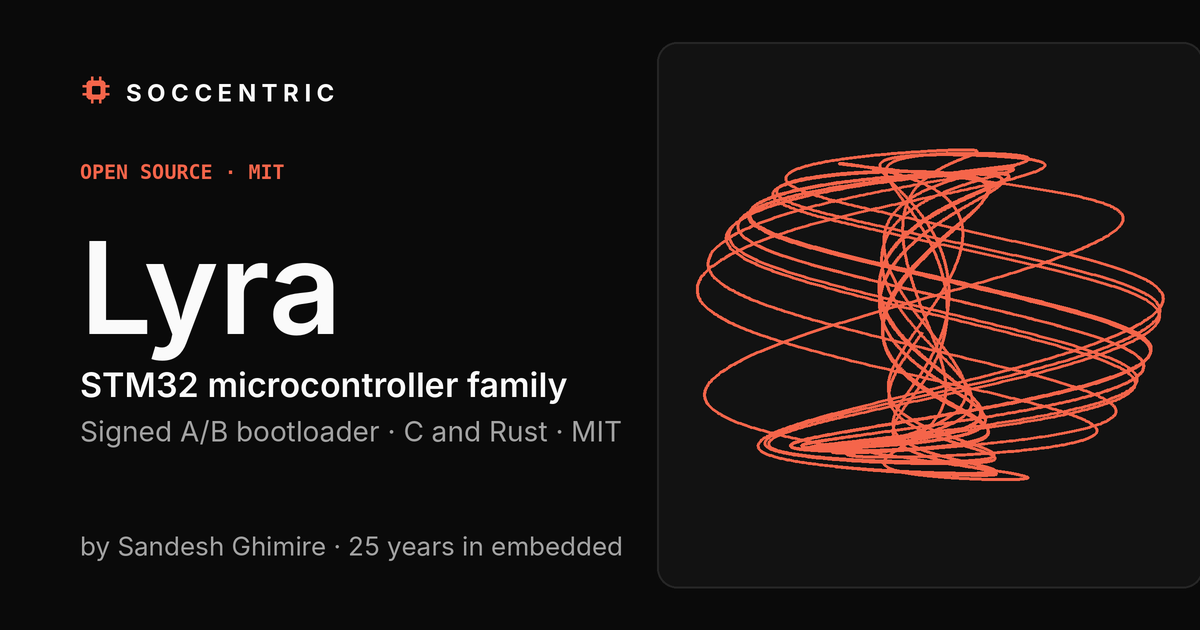 SOCCENTRIC
OPEN SOURCE · MIT
Lyra
STM32 microcontroller family
Signed A/B bootloader · C and Rust · MIT
by Sandesh Ghimire · 25 years in embedded